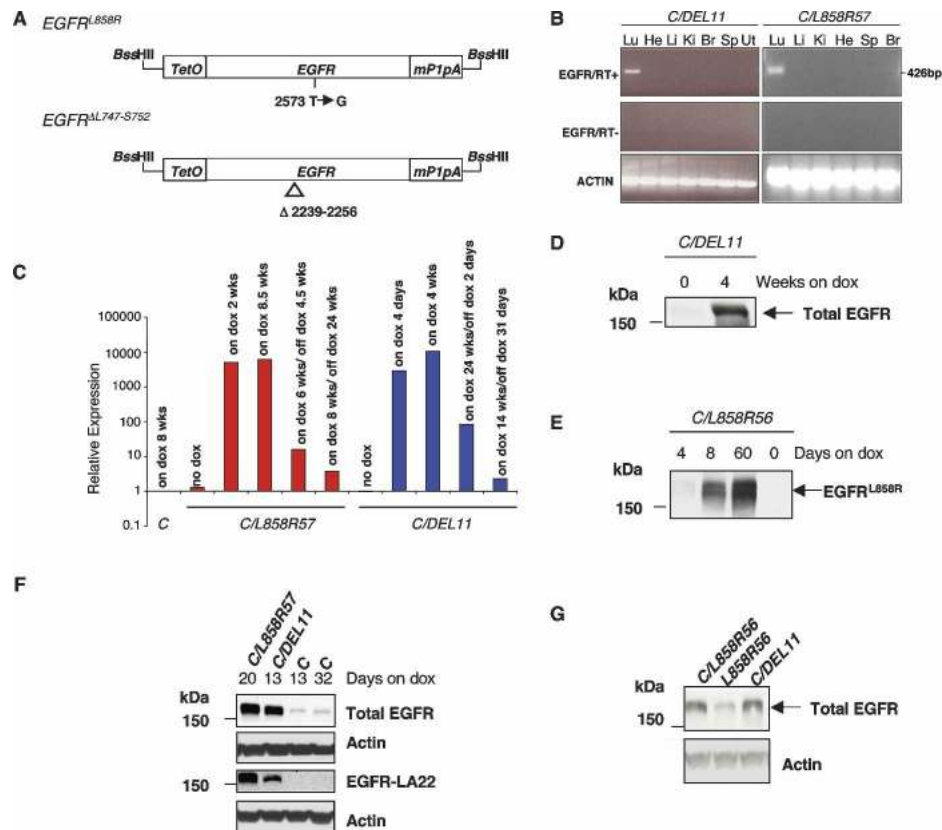 A
EGFR^L858R
BssHII
BssHII
TetO EGFR mP1pA
2573 T→G
EGFR^ΔL747-S752
BssHII
BssHII
TetO EGFR mP1pA
Δ 2239-2256
B
C/DEL11 C/L858R57
Lu He Li Ki Br Sp Ut Lu Li Ki He Sp Br
EGFR/RT+
426bp
EGFR/RT-
ACTIN
C
Relative Expression
100000
10000
1000
100
10
1
0.1
on dox 8 wks
no dox
on dox 2 wks
on dox 8.5 wks
on dox 6 wks/ off dox 4.5 wks
on dox 8 wks/ off dox 24 wks
no dox
on dox 4 days
on dox 4 wks
on dox 24 wks/off dox 2 days
on dox 14 wks/off dox 31 days
C C/L858R57 C/DEL11
D
C/DEL11
0 4 Weeks on dox
kDa
150
Total EGFR
E
C/L858R56
4 8 60 0 Days on dox
kDa
150
EGFR^L858R
F
C/L858R57
C/DEL11
C
C
20 13 13 32 Days on dox
kDa
150
Total EGFR
Actin
150
EGFR-LA22
Actin
G
C/L858R56
L858R56
C/DEL11
kDa
150
Total EGFR
Actin